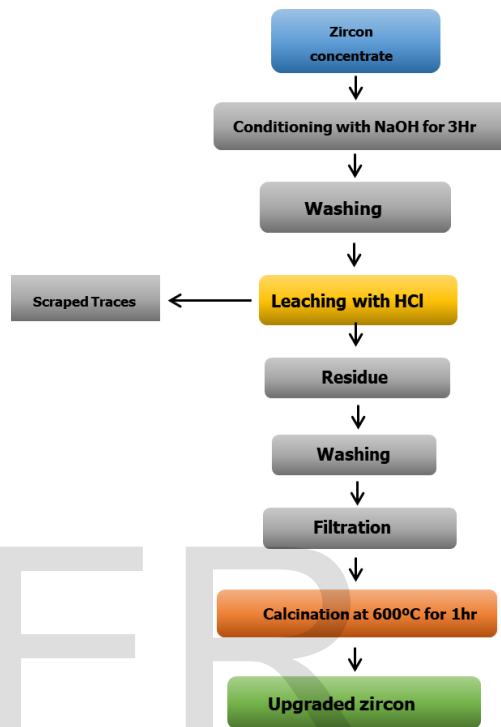 Zircon
concentrate
Conditioning with NaOH for 3Hr
Washing
Scraped Traces
Leaching with HCl
Residue
Washing
Filtration
Calcination at 600ºC for 1hr
Upgraded zircon
FR